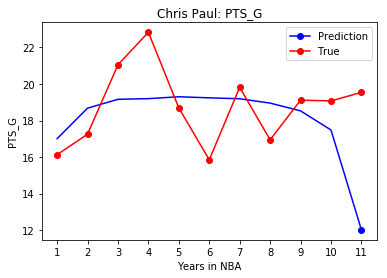 Chris Paul: PTS_G
Prediction
True
22
20
18
16
14
12
PTS_G
1 2 3 4 5 6 7 8 9 10 11
Years in NBA